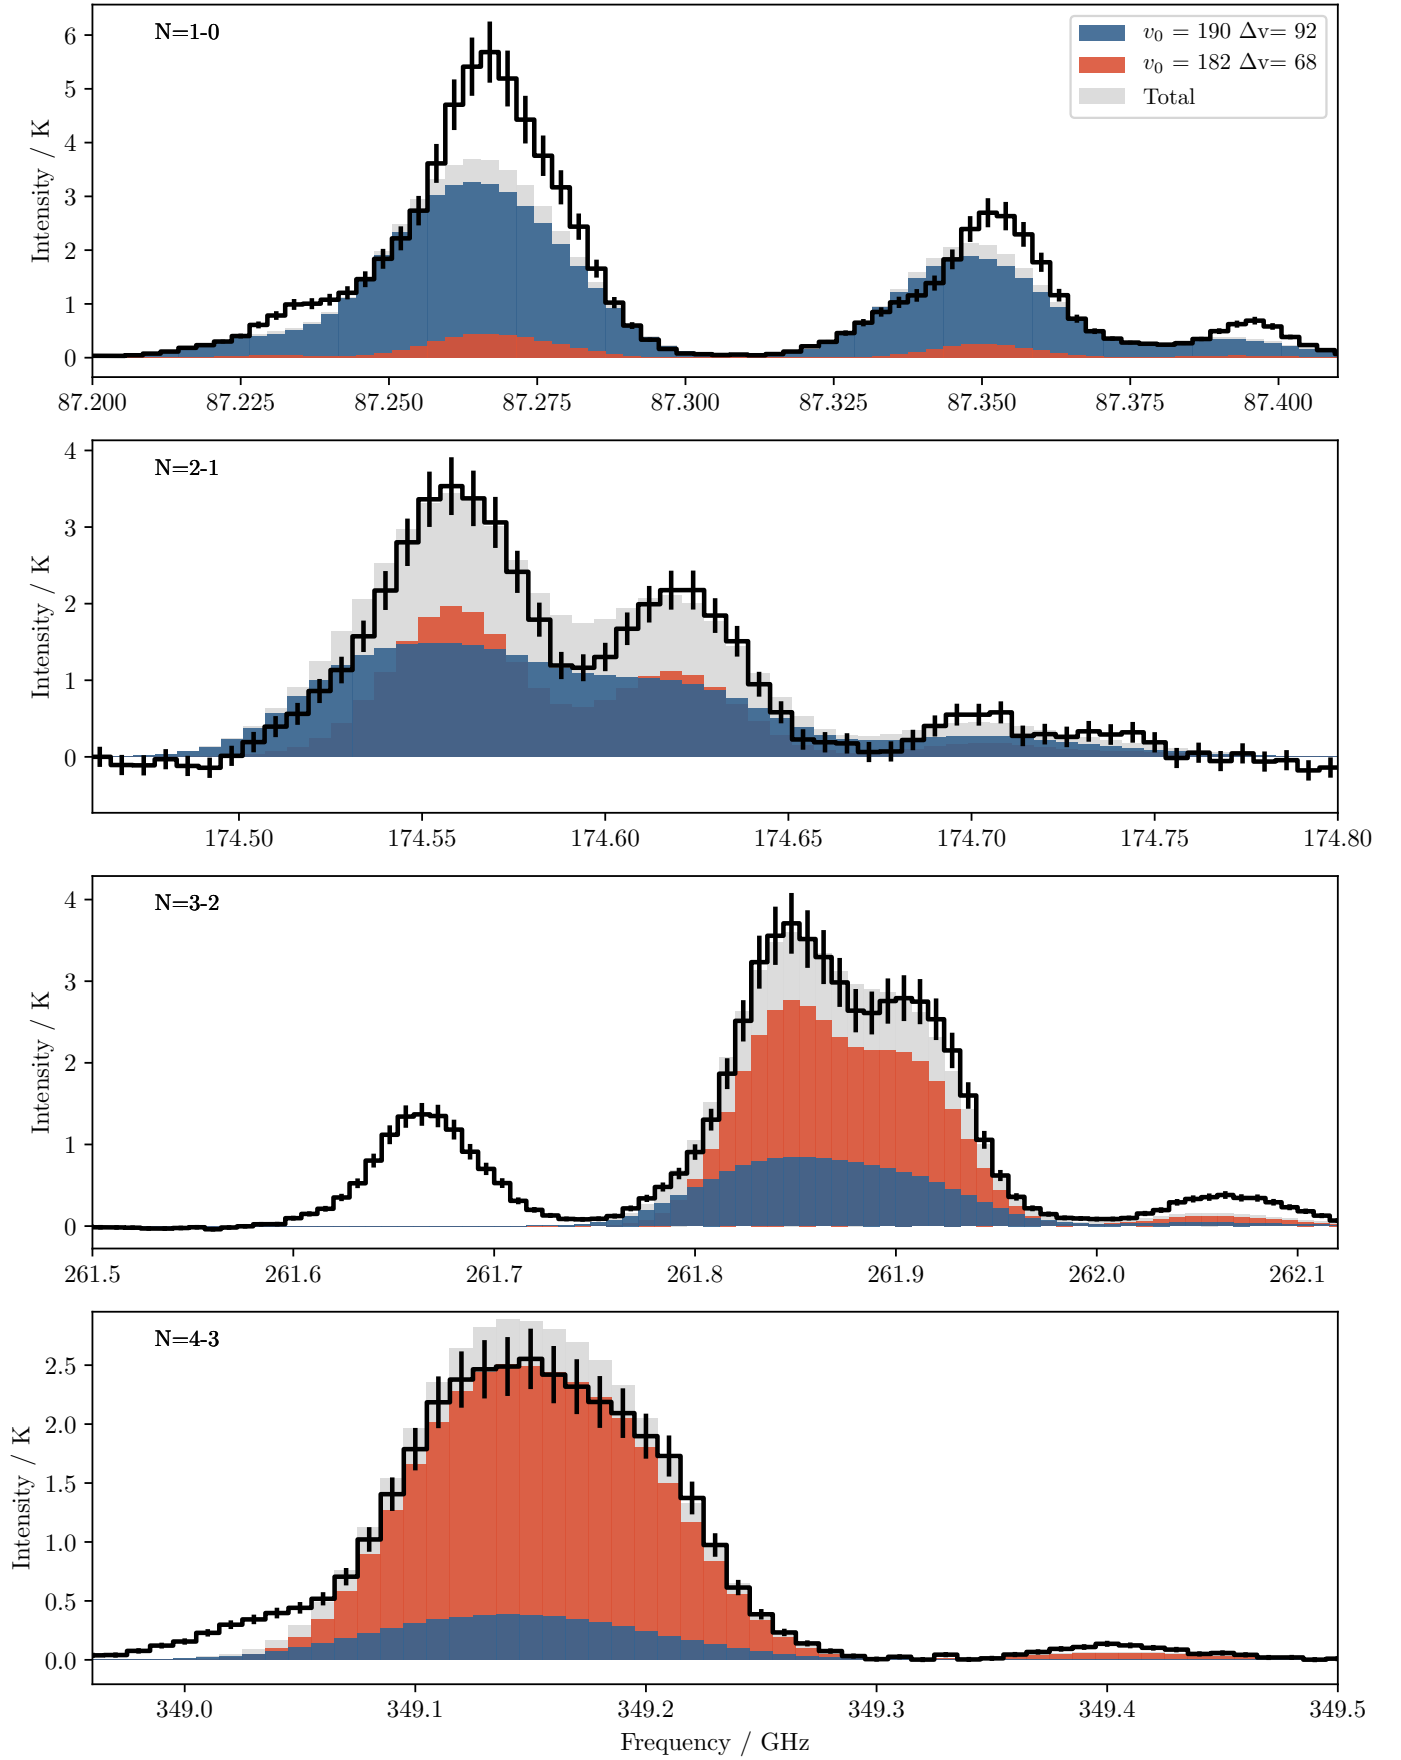 N=1-0
v₀ = 190 Δv= 92
v₀ = 182 Δv= 68
Total
Intensity / K
6
5
4
3
2
1
0
87.200 87.225 87.250 87.275 87.300 87.325 87.350 87.375 87.400
N=2-1
Intensity / K
4
3
2
1
0
174.50 174.55 174.60 174.65 174.70 174.75 174.80
N=3-2
Intensity / K
4
3
2
1
0
261.5 261.6 261.7 261.8 261.9 262.0 262.1
N=4-3
Intensity / K
2.5
2.0
1.5
1.0
0.5
0.0
349.0 349.1 349.2 349.3 349.4 349.5
Frequency / GHz